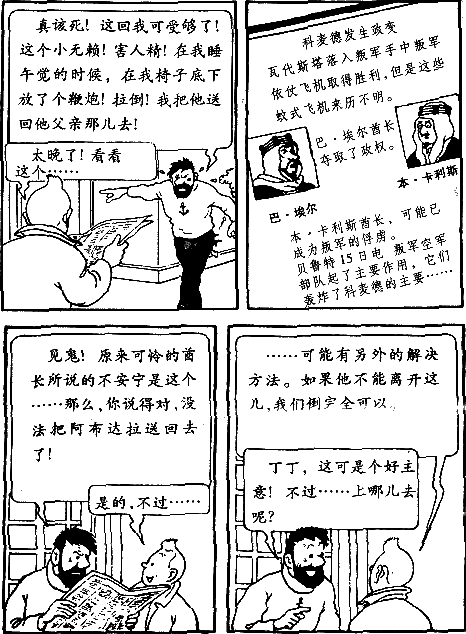 真该死！这回我可受够了！
这个小无赖！害人精！在我睡
午觉的时候，在我椅子底下
放了个鞭炮！拉倒！我把他送
回他父亲那儿去！
太晚了！看看
这个……
科麦德发生政变
瓦代斯塔落入叛军手中叛军
依仗飞机取得胜利，但是这些
蚊式飞机来历不明。
巴·埃尔酋长
夺取了政权。
巴·埃尔
本·卡利斯
本·卡利斯酋长，可能已
成为叛军的俘虏。
贝鲁特15日电 叛军空军
部队起了主要作用，它们
轰炸了科麦德的主要……
见鬼！原来可怜的酋
长所说的不安宁是这个
……那么，你说得对，没
法把阿布达拉送回去
了！
是的，不过……
……可能有另外的解决
方法。如果他不能离开这
儿，我们倒完全可以。
丁丁，这可是个好主
意！不过……上哪儿去
呢？